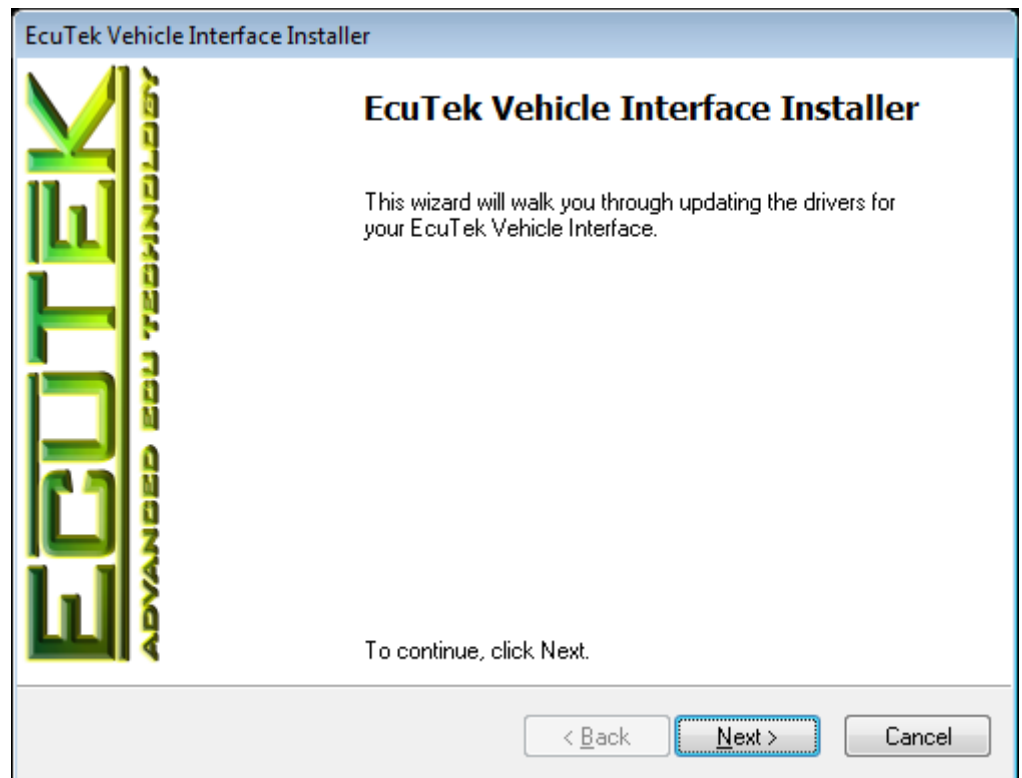 EcuTek Vehicle Interface Installer
ECUTEK
ADVANCED ECU TECHNOLOGY
EcuTek Vehicle Interface Installer
This wizard will walk you through updating the drivers for
your EcuTek Vehicle Interface.
To continue, click Next.
< Back
Next >
Cancel